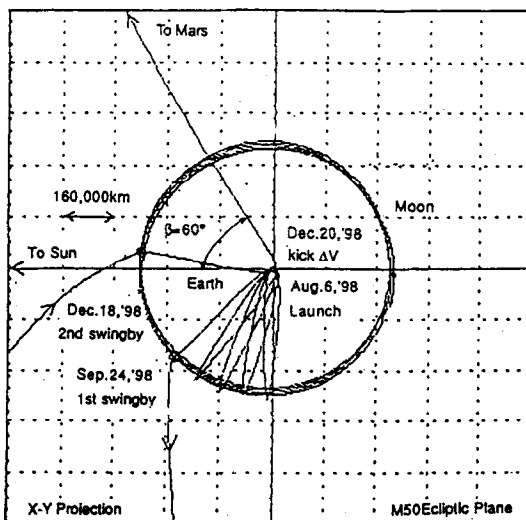 To Mars
160,000km
Moon
β=60°
Dec.20,'98
kick ΔV
To Sun
Earth
Aug.6,'98
Launch
Dec.18,'98
2nd swingby
Sep.24,'98
1st swingby
X-Y Projection
M50Ecliptic Plane